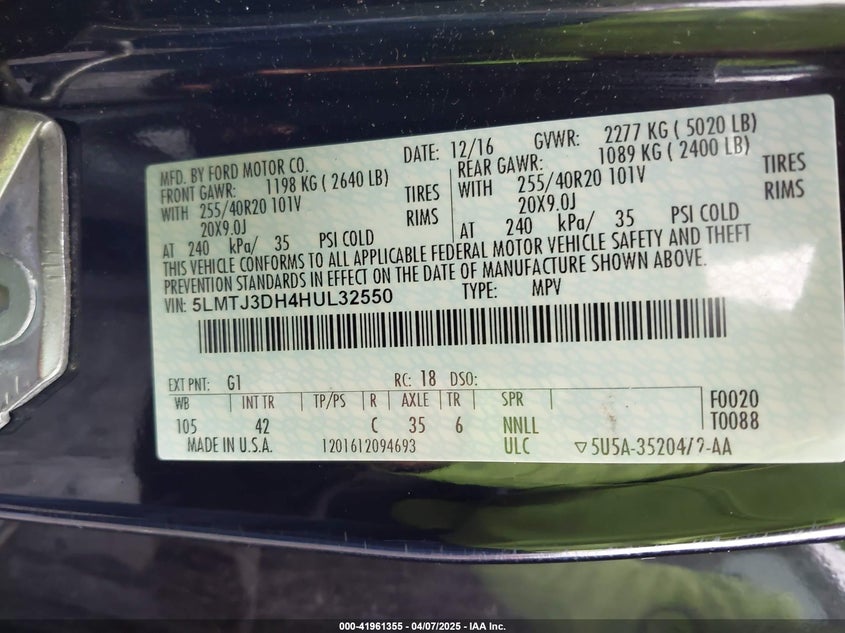 MFD. BY FORD MOTOR CO. DATE: 12/16 GVWR: 2277 KG ( 5020 LB)
FRONT GAWR: 1198 KG ( 2640 LB) REAR GAWR: 1089 KG ( 2400 LB)
WITH 255/40R20 101V TIRES WITH 255/40R20 101V TIRES
20X9.0J RIMS 20X9.0J RIMS
AT 240 kPa/ 35 PSI COLD AT 240 kPa/ 35 PSI COLD
THIS VEHICLE CONFORMS TO ALL APPLICABLE FEDERAL MOTOR VEHICLE SAFETY AND THEFT
PREVENTION STANDARDS IN EFFECT ON THE DATE OF MANUFACTURE SHOWN ABOVE.
VIN: 5LMTJ3DH4HUL32550 TYPE: MPV
EXT PNT: G1 RC: 18 DSO:
WB INT TR TP/PS R AXLE TR SPR F0020
105 42 C 35 6 NNLL T0088
MADE IN U.S.A. 1201612094693 ULC ▽5U5A-35204/2-AA
000-41961355 | 04/07/2025 | IAA Inc.